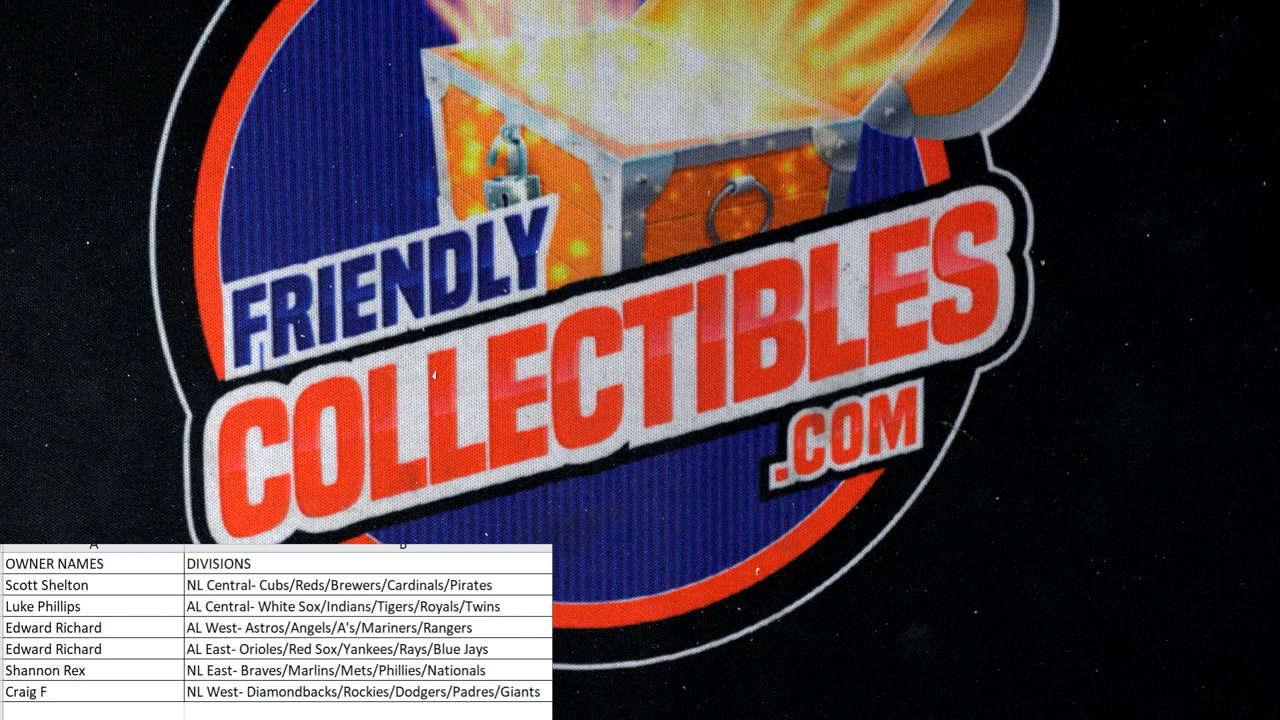 FRIENDLY
COLLECTIBLES
.COM
OWNER NAMES DIVISIONS
Scott Shelton NL Central- Cubs/Reds/Brewers/Cardinals/Pirates
Luke Phillips AL Central- White Sox/Indians/Tigers/Royals/Twins
Edward Richard AL West- Astros/Angels/A's/Mariners/Rangers
Edward Richard AL East- Orioles/Red Sox/Yankees/Rays/Blue Jays
Shannon Rex NL East- Braves/Marlins/Mets/Phillies/Nationals
Craig F NL West- Diamondbacks/Rockies/Dodgers/Padres/Giants